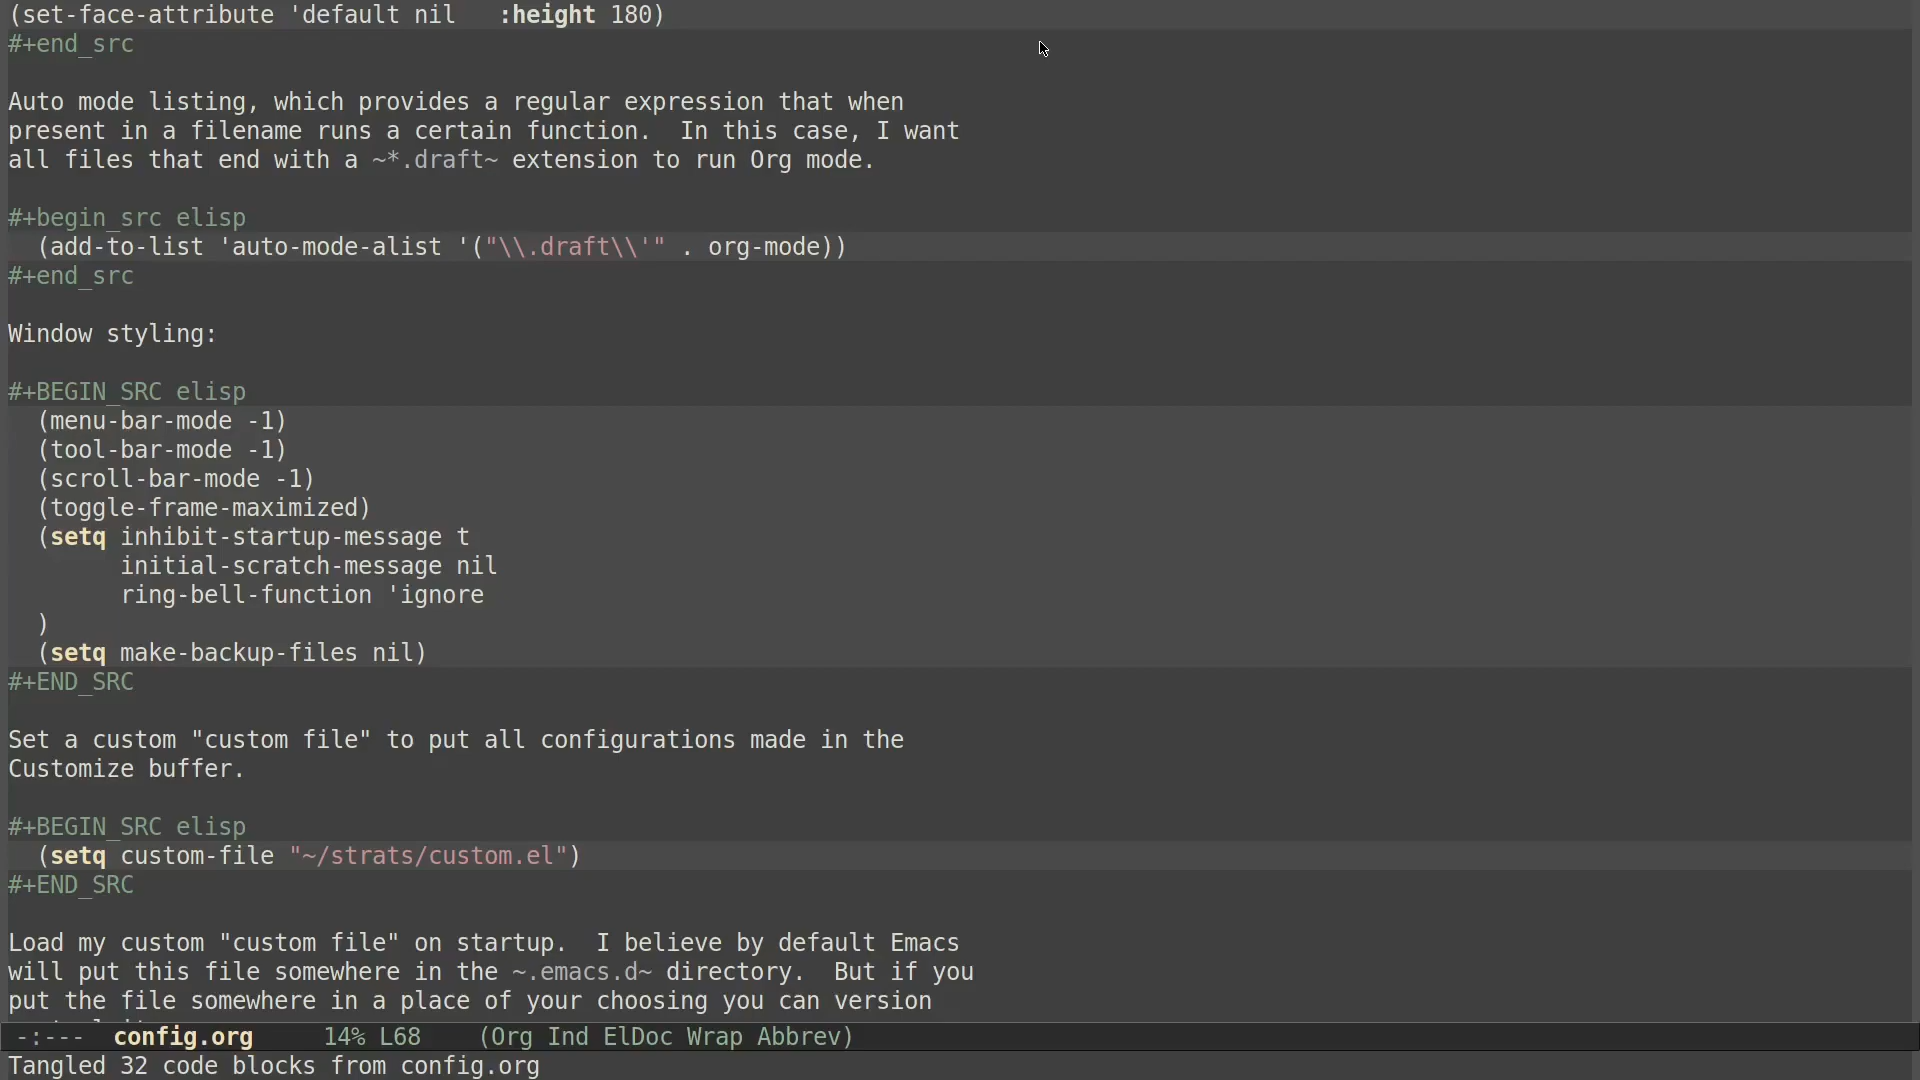 (set-face-attribute 'default nil   :height 180)
#+end_src

Auto mode listing, which provides a regular expression that when
present in a filename runs a certain function.  In this case, I want
all files that end with a ~*.draft~ extension to run Org mode.

#+begin_src elisp
  (add-to-list 'auto-mode-alist '("\\.draft\\'" . org-mode))
#+end_src

Window styling:

#+BEGIN_SRC elisp
  (menu-bar-mode -1)
  (tool-bar-mode -1)
  (scroll-bar-mode -1)
  (toggle-frame-maximized)
  (setq inhibit-startup-message t
        initial-scratch-message nil
        ring-bell-function 'ignore
  )
  (setq make-backup-files nil)
#+END_SRC

Set a custom "custom file" to put all configurations made in the
Customize buffer.

#+BEGIN_SRC elisp
  (setq custom-file "~/strats/custom.el")
#+END_SRC

Load my custom "custom file" on startup.  I believe by default Emacs
will put this file somewhere in the ~.emacs.d~ directory.  But if you
put the file somewhere in a place of your choosing you can version
-:---  config.org     14% L68    (Org Ind ElDoc Wrap Abbrev)
Tangled 32 code blocks from config.org